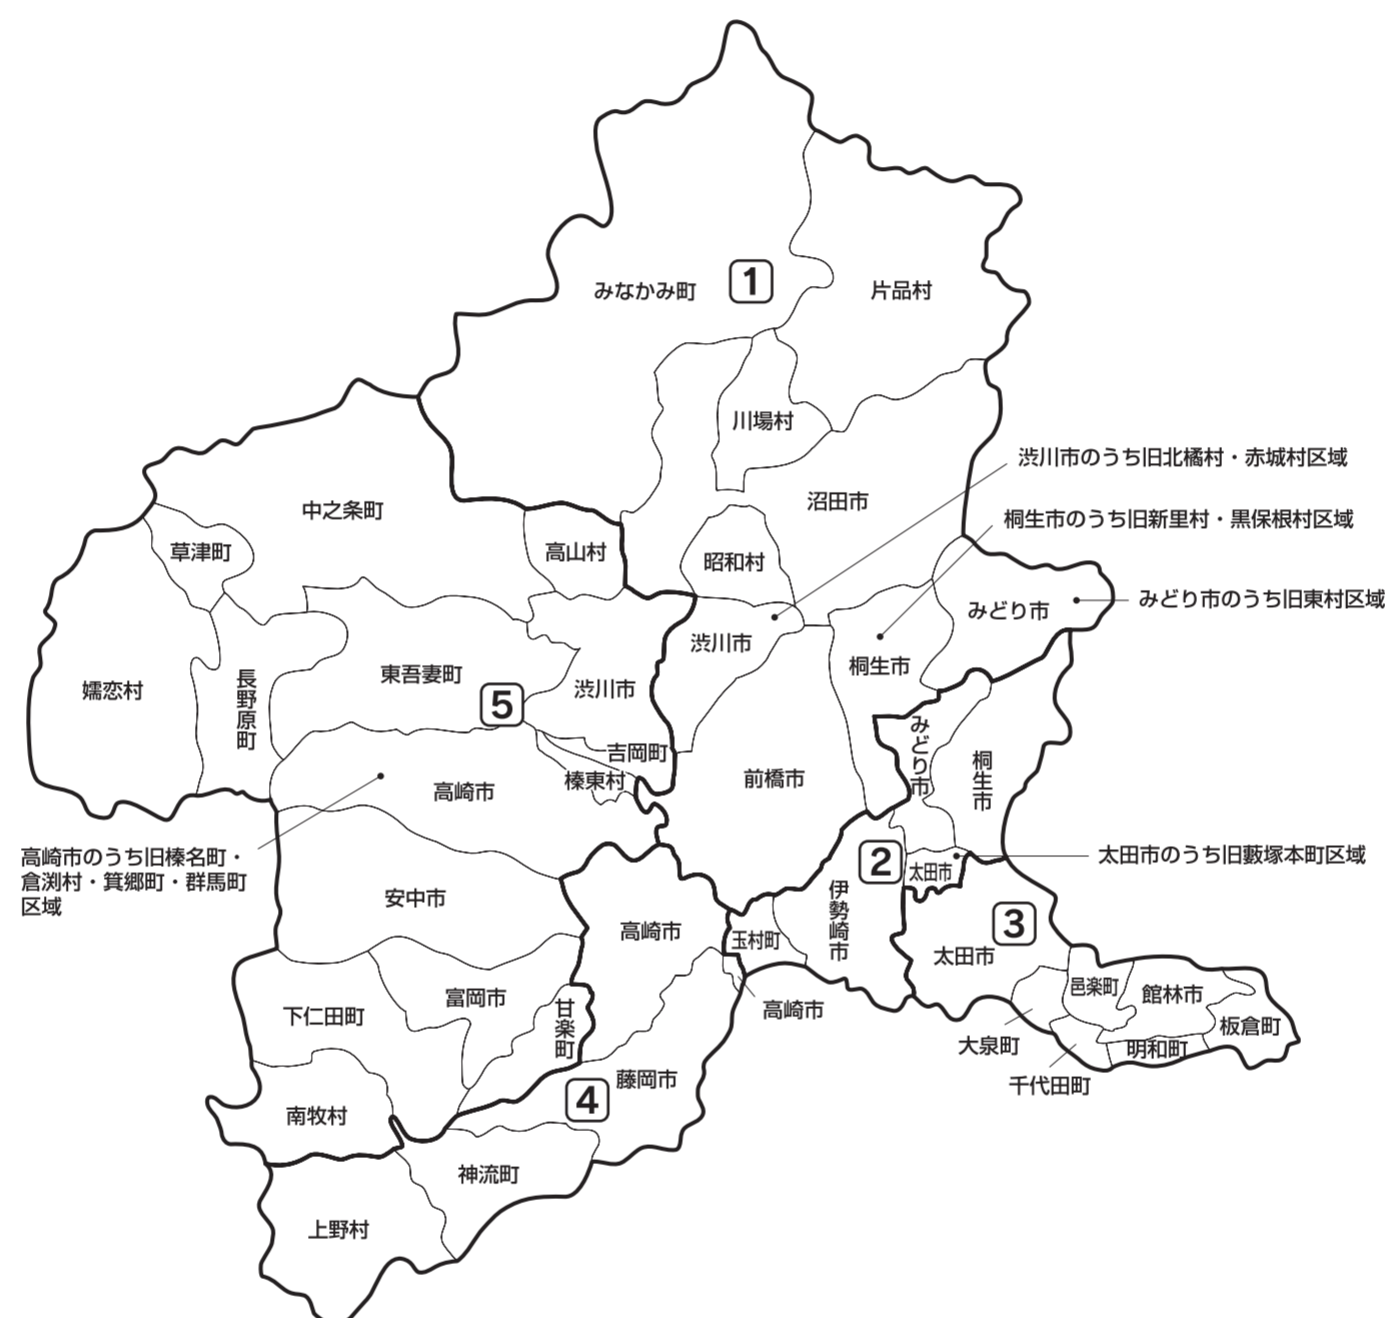 みなかみ町
1
片品村
川場村
渋川市のうち旧北橘村・赤城村区域
沼田市
中之条町
桐生市のうち旧新里村・黒保根村区域
草津町
高山村
昭和村
みどり市
みどり市のうち旧東村区域
渋川市
桐生市
東吾妻町
嬬恋村
長野原町
渋川市
5
吉岡町
みどり市
榛東村
前橋市
桐生市
高崎市
高崎市のうち旧榛名町・
倉渕村・箕郷町・群馬町
区域
2
太田市
太田市のうち旧藪塚本町区域
安中市
伊勢崎市
高崎市
玉村町
3
太田市
邑楽町
館林市
富岡市
甘楽町
高崎市
下仁田町
板倉町
大泉町
明和町
千代田町
藤岡市
4
南牧村
神流町
上野村